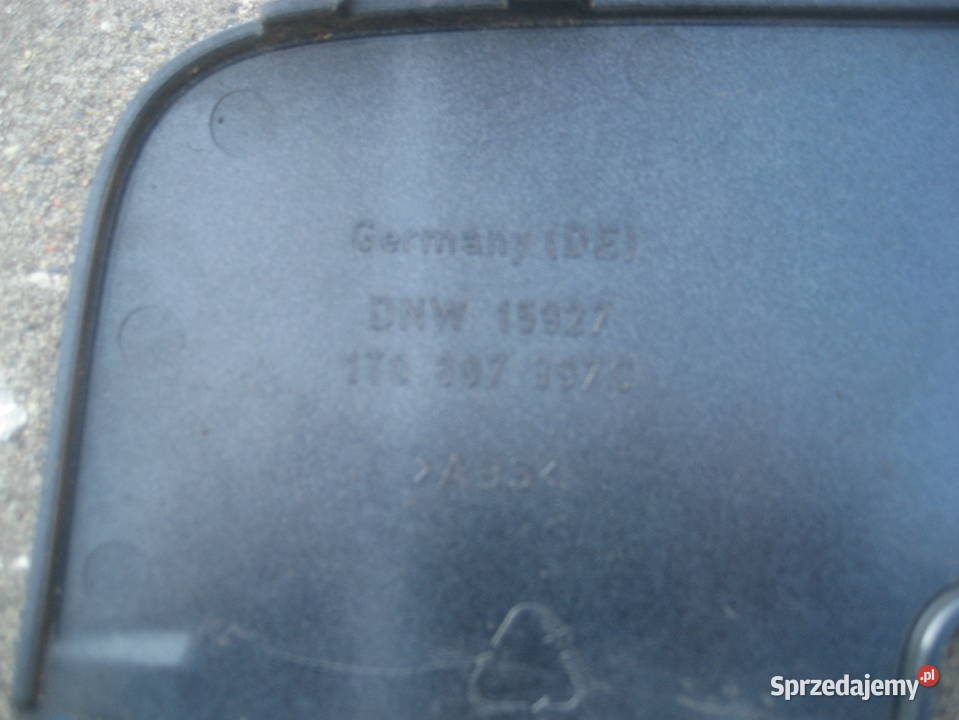 Germany (DE)
DNW 15927
>ABS<
Sprzedajemy.pl